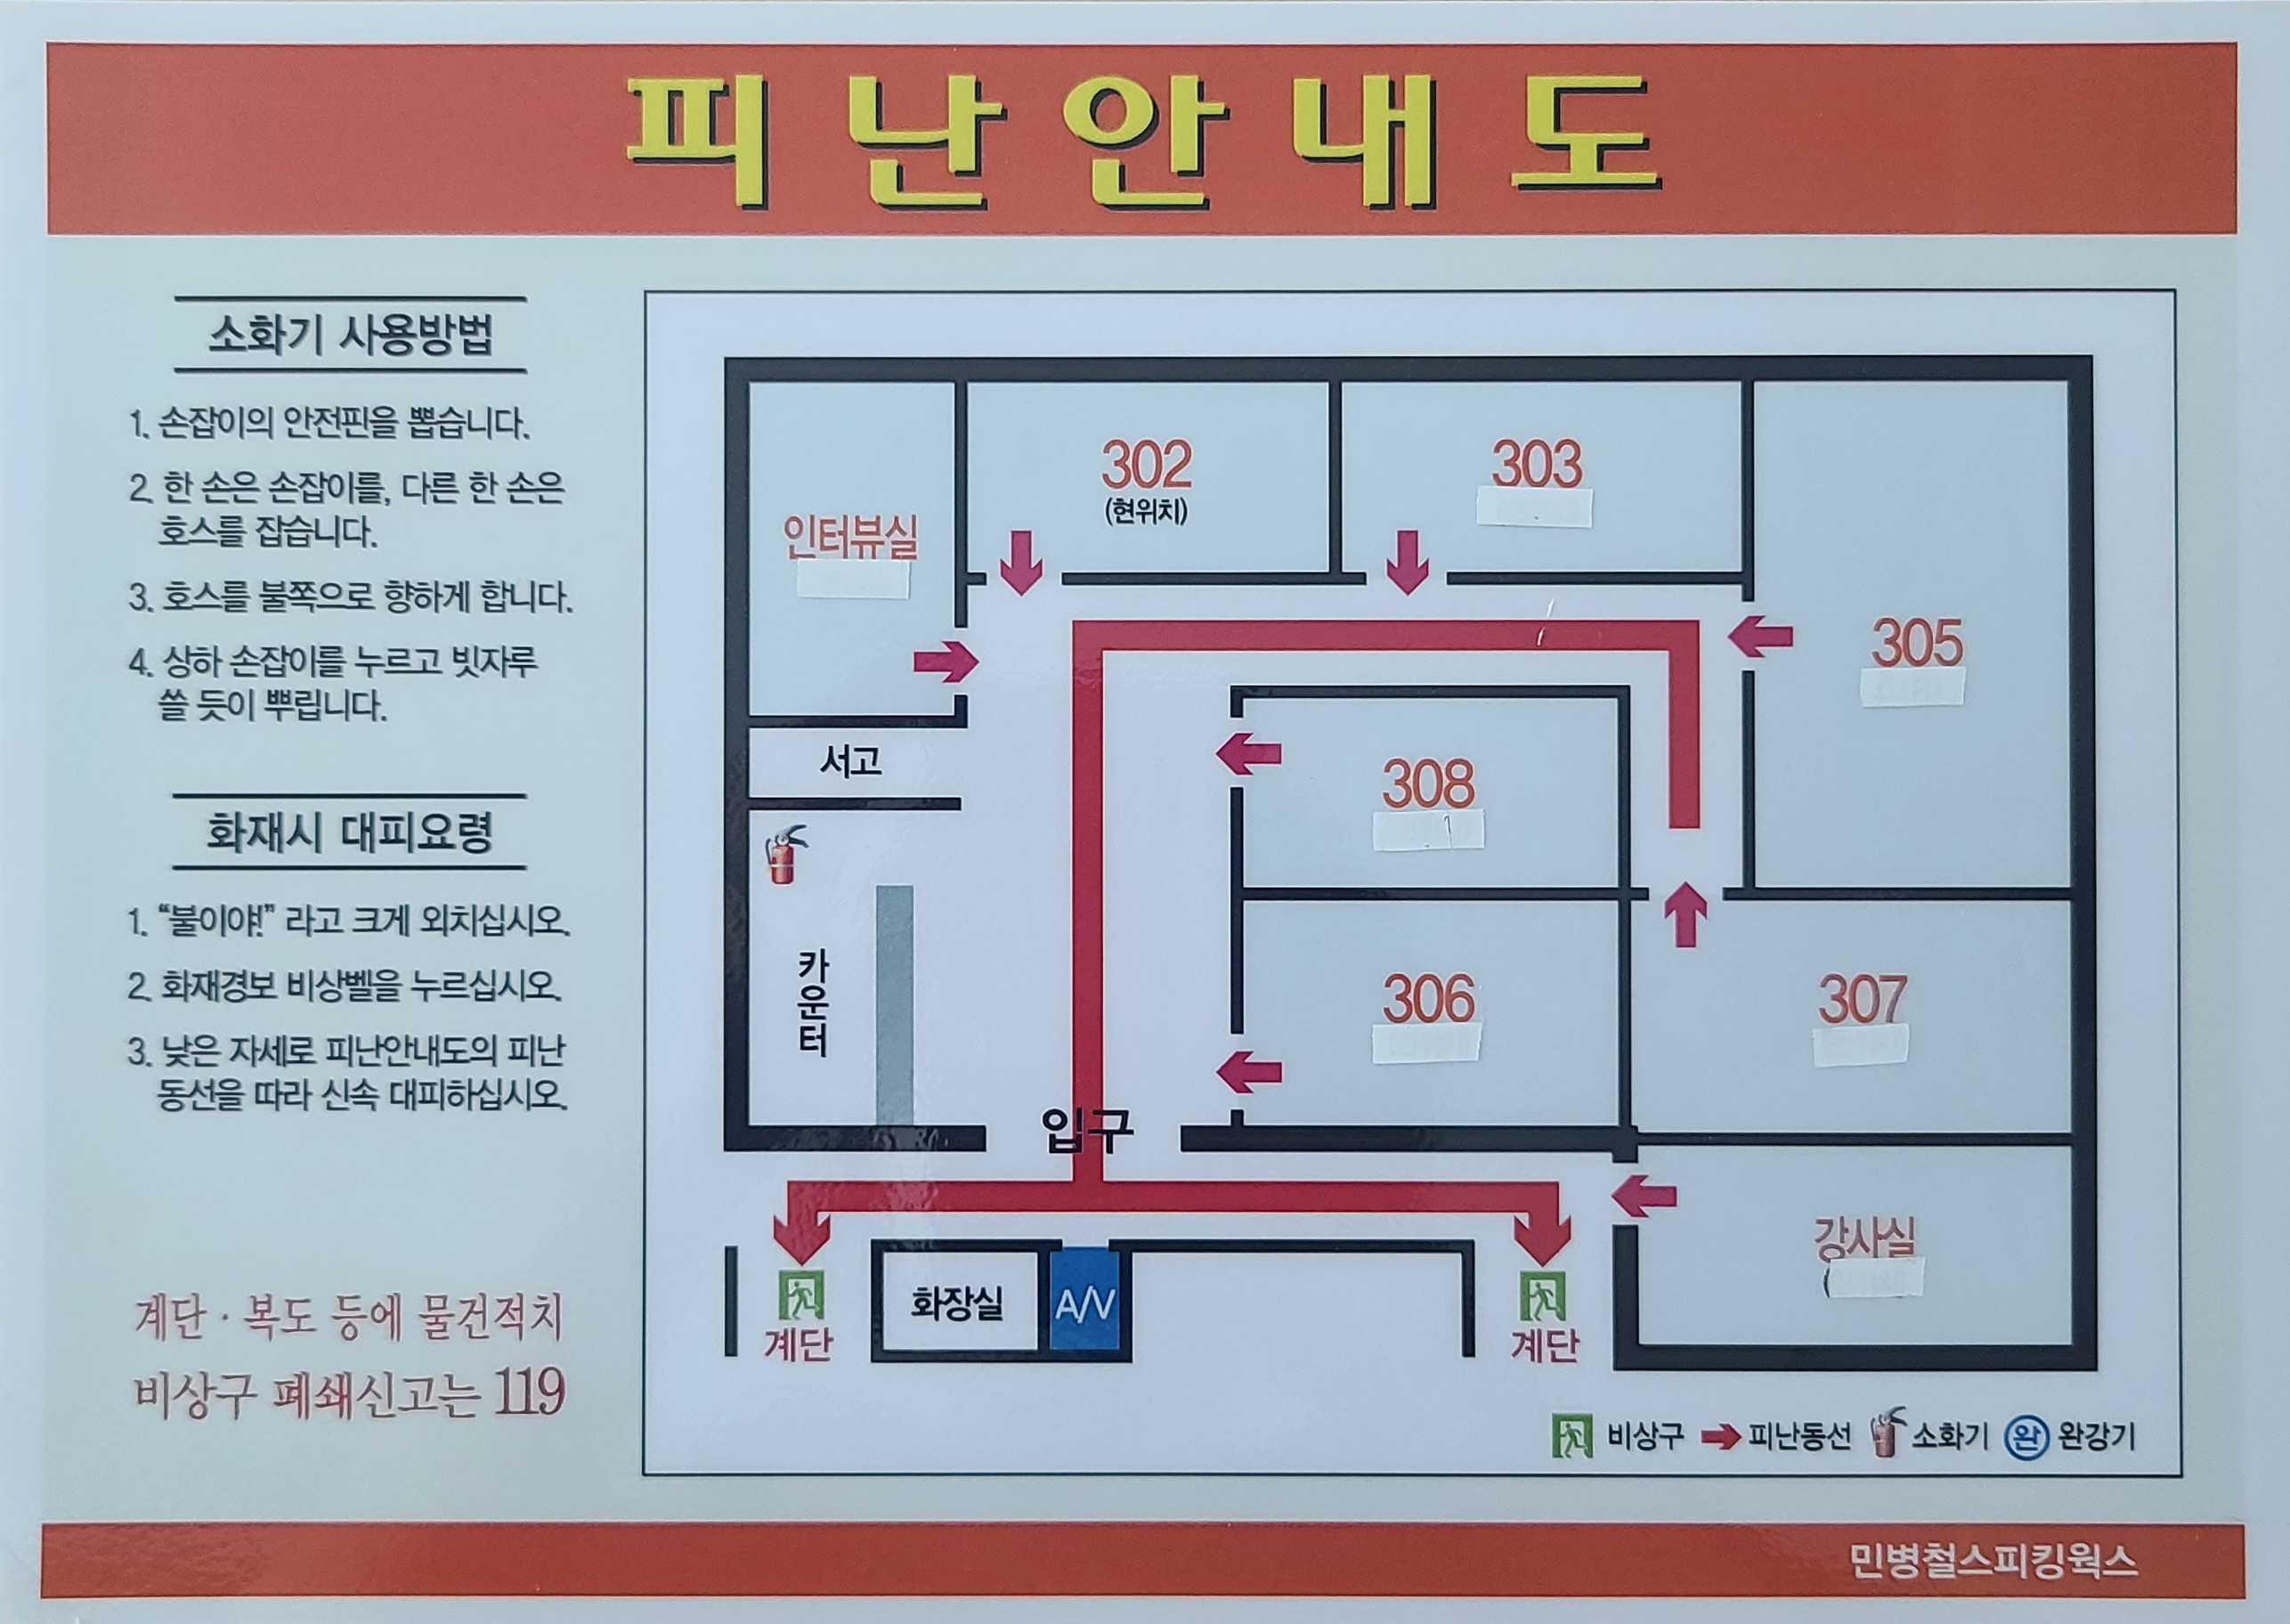 피난안내도
소화기 사용방법
1. 손잡이의 안전핀을 뽑습니다.
2. 한 손은 손잡이를, 다른 한 손은
호스를 잡습니다.
3. 호스를 불쪽으로 향하게 합니다.
4. 상하 손잡이를 누르고 빗자루
쓸 듯이 뿌립니다.
화재시 대피요령
1. “불이야!” 라고 크게 외치십시오.
2. 화재경보 비상벨을 누르십시오.
3. 낮은 자세로 피난안내도의 피난
동선을 따라 신속 대피하십시오.
계단 · 복도 등에 물건적치
비상구 폐쇄신고는 119
302
(현위치)
303
인터뷰실
305
서고
308
카운터
306
307
입구
강사실
화장실
A/V
계단
계단
비상구
피난동선
소화기
완
완강기
민병철스피킹웍스